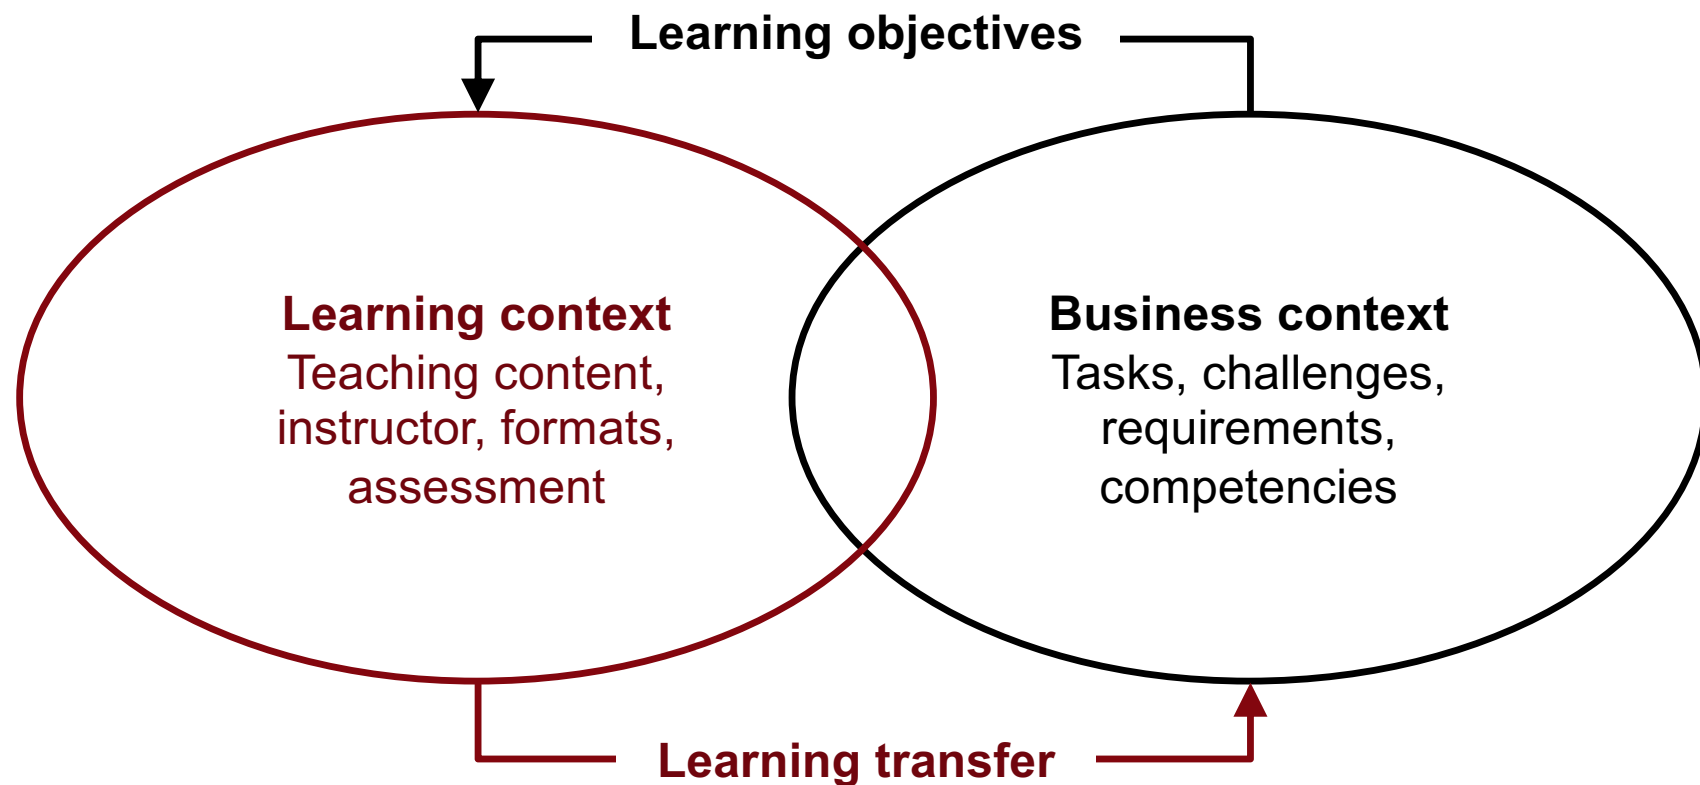 Learning objectives
Learning context
Teaching content,
instructor, formats,
assessment
Business context
Tasks, challenges,
requirements,
competencies
Learning transfer